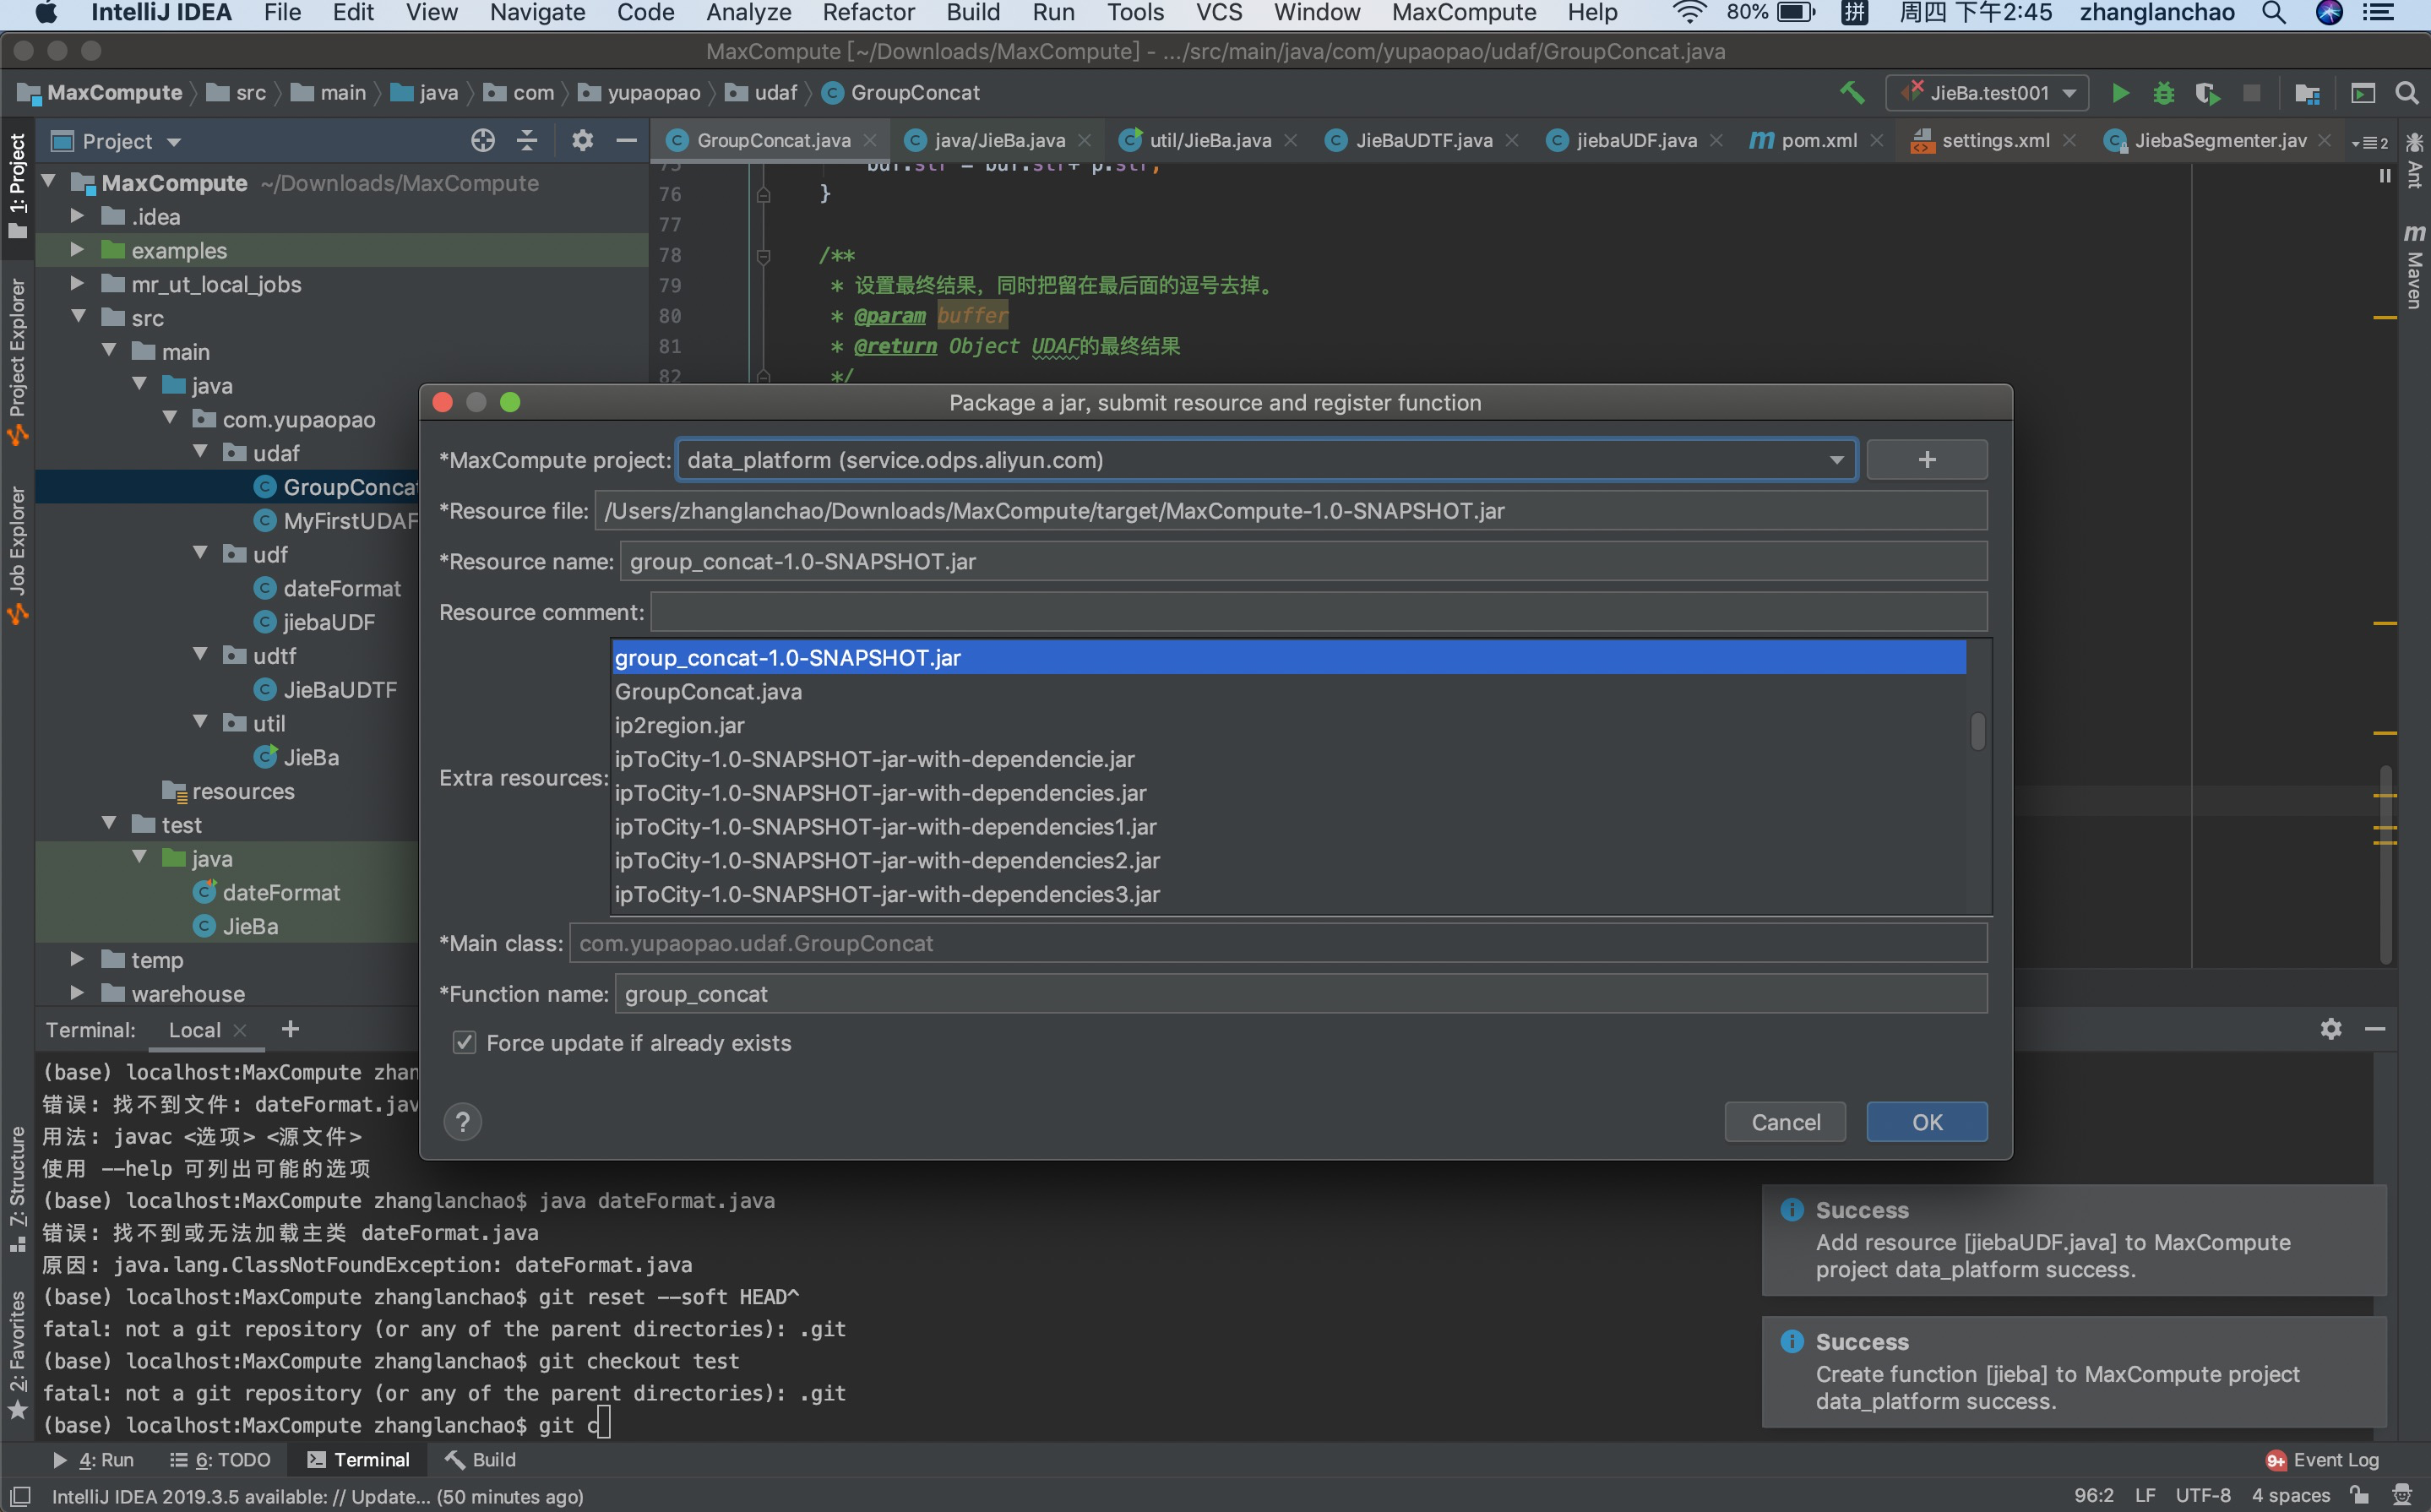 IntelliJ IDEA File Edit View Navigate Code Analyze Refactor Build Run Tools VCS Window MaxCompute Help 80% 拼 周四 下午2:45 zhanglanchao
MaxCompute [~/Downloads/MaxCompute] - .../src/main/java/com/yupaopao/udaf/GroupConcat.java
MaxCompute src main java com yupaopao udaf GroupConcat JieBa.test001
Project GroupConcat.java java/JieBa.java util/JieBa.java JieBaUDTF.java jiebaUDF.java pom.xml settings.xml JiebaSegmenter.jav 2
1: Project
Project Explorer
Job Explorer
Z: Structure
2: Favorites
Ant
Maven
MaxCompute ~/Downloads/MaxCompute
.idea
examples
mr_ut_local_jobs
src
main
java
com.yupaopao
udaf
GroupConcat
MyFirstUDAF
udf
dateFormat
jiebaUDF
udtf
JieBaUDTF
util
JieBa
resources
test
java
dateFormat
JieBa
temp
warehouse
75 buf.str = buf.str+ p.str;
76 }
77
78 /**
79 * 设置最终结果，同时把留在最后面的逗号去掉。
80 * @param buffer
81 * @return Object UDAF的最终结果
82 */
Package a jar, submit resource and register function
*MaxCompute project: data_platform (service.odps.aliyun.com) +
*Resource file: /Users/zhanglanchao/Downloads/MaxCompute/target/MaxCompute-1.0-SNAPSHOT.jar
*Resource name: group_concat-1.0-SNAPSHOT.jar
Resource comment:
Extra resources:
group_concat-1.0-SNAPSHOT.jar
GroupConcat.java
ip2region.jar
ipToCity-1.0-SNAPSHOT-jar-with-dependencie.jar
ipToCity-1.0-SNAPSHOT-jar-with-dependencies.jar
ipToCity-1.0-SNAPSHOT-jar-with-dependencies1.jar
ipToCity-1.0-SNAPSHOT-jar-with-dependencies2.jar
ipToCity-1.0-SNAPSHOT-jar-with-dependencies3.jar
*Main class: com.yupaopao.udaf.GroupConcat
*Function name: group_concat
Force update if already exists
? Cancel OK
Terminal: Local +
(base) localhost:MaxCompute zhan
错误: 找不到文件: dateFormat.jav
用法: javac <选项> <源文件>
使用 --help 可列出可能的选项
(base) localhost:MaxCompute zhanglanchao$ java dateFormat.java
错误: 找不到或无法加载主类 dateFormat.java
原因: java.lang.ClassNotFoundException: dateFormat.java
(base) localhost:MaxCompute zhanglanchao$ git reset --soft HEAD^
fatal: not a git repository (or any of the parent directories): .git
(base) localhost:MaxCompute zhanglanchao$ git checkout test
fatal: not a git repository (or any of the parent directories): .git
(base) localhost:MaxCompute zhanglanchao$ git c
Success
Add resource [jiebaUDF.java] to MaxCompute
project data_platform success.
Success
Create function [jieba] to MaxCompute project
data_platform success.
4: Run 6: TODO Terminal Build 9+ Event Log
IntelliJ IDEA 2019.3.5 available: // Update... (50 minutes ago) 96:2 LF UTF-8 4 spaces